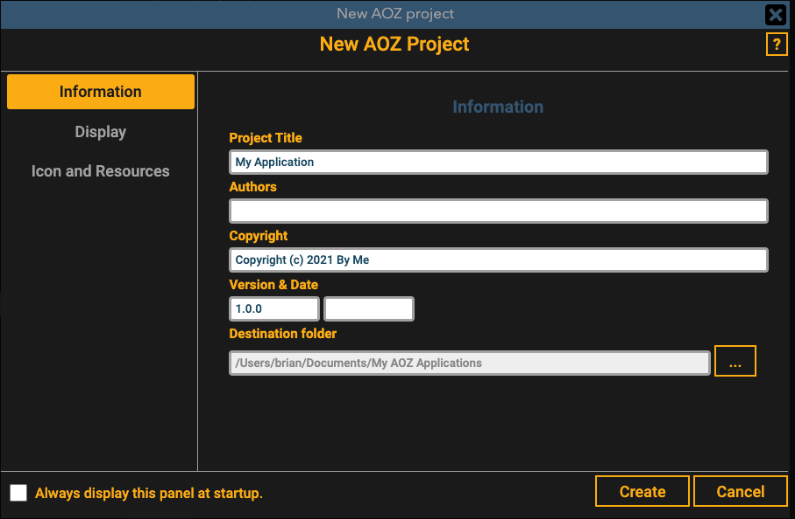 New AOZ project
New AOZ Project
?
Information
Display
Icon and Resources
Information
Project Title
My Application
Authors
Copyright
Copyright (c) 2021 By Me
Version & Date
1.0.0
Destination folder
/Users/brian/Documents/My AOZ Applications
...
Always display this panel at startup.
Create
Cancel